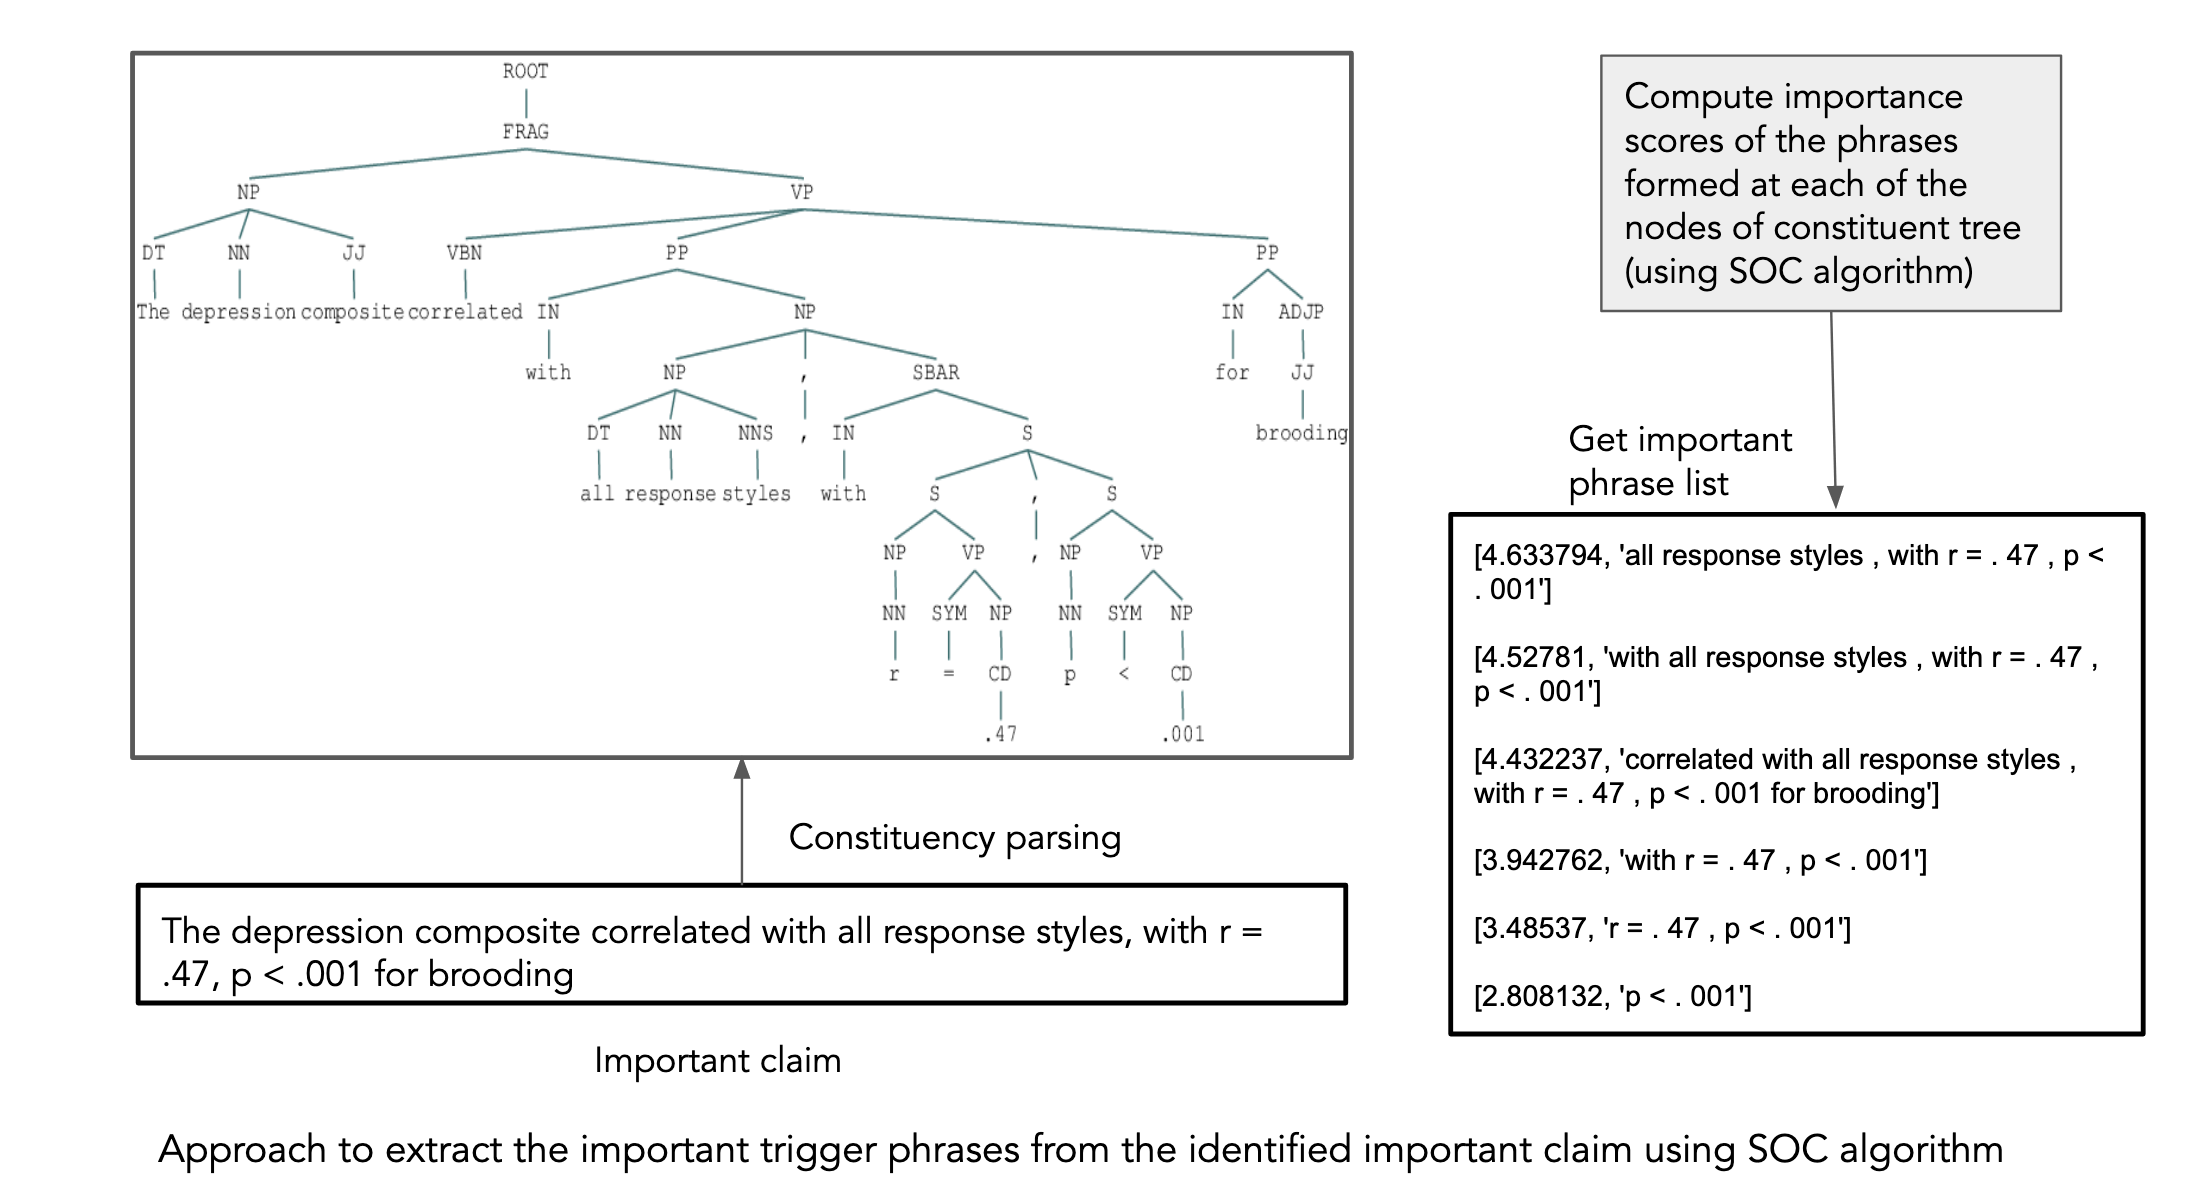 ROOT
FRAG
NP VP
DT NN JJ VBN PP PP
The depression composite correlated IN NP IN ADJP
with NP , SBAR for JJ
DT NN NNS , IN S brooding
all response styles with S , S
NP VP , NP VP
NN SYM NP NN SYM NP
r = CD p < CD
.47 .001
Constituency parsing
The depression composite correlated with all response styles, with r =
.47, p < .001 for brooding
Important claim
Compute importance
scores of the phrases
formed at each of the
nodes of constituent tree
(using SOC algorithm)
Get important
phrase list
[4.633794, 'all response styles , with r = . 47 , p <
. 001']
[4.52781, 'with all response styles , with r = . 47 ,
p < . 001']
[4.432237, 'correlated with all response styles ,
with r = . 47 , p < . 001 for brooding']
[3.942762, 'with r = . 47 , p < . 001']
[3.48537, 'r = . 47 , p < . 001']
[2.808132, 'p < . 001']
Approach to extract the important trigger phrases from the identified important claim using SOC algorithm